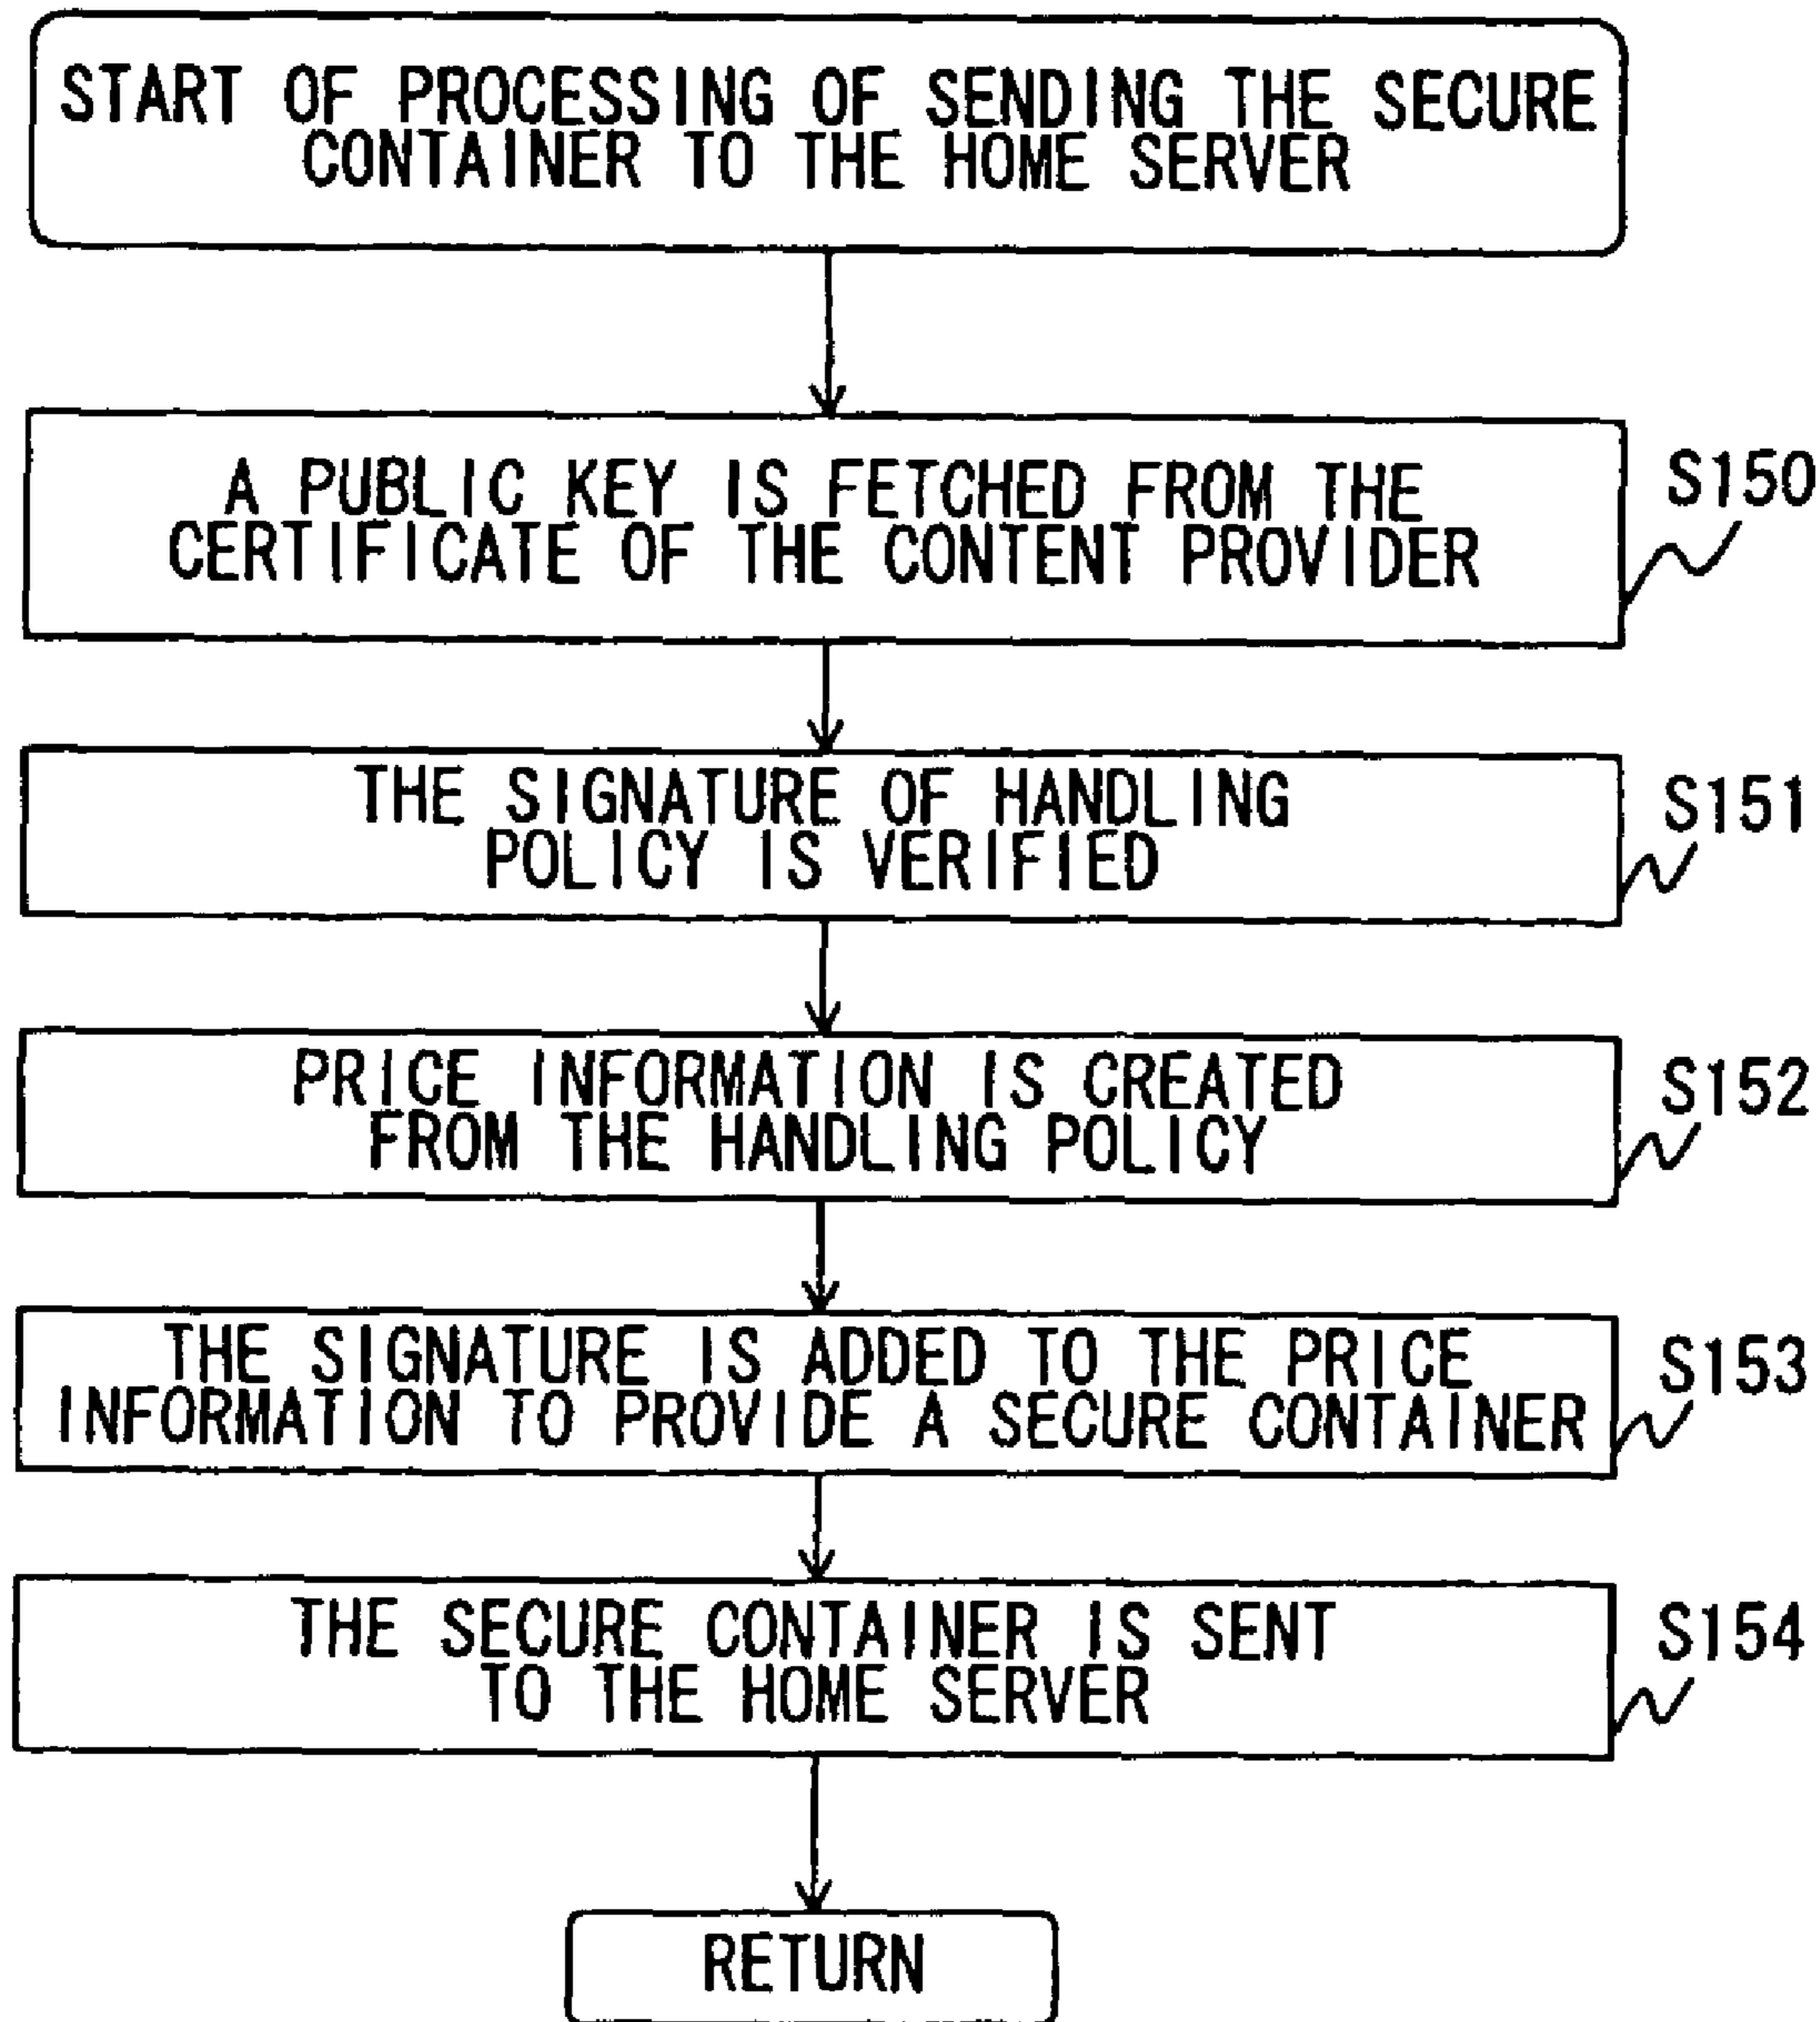 START OF PROCESSING OF SENDING THE SECURE
CONTAINER TO THE HOME SERVER
A PUBLIC KEY IS FETCHED FROM THE
CERTIFICATE OF THE CONTENT PROVIDER
S150
THE SIGNATURE OF HANDLING
POLICY IS VERIFIED
S151
PRICE INFORMATION IS CREATED
FROM THE HANDLING POLICY
S152
THE SIGNATURE IS ADDED TO THE PRICE
INFORMATION TO PROVIDE A SECURE CONTAINER
S153
THE SECURE CONTAINER IS SENT
TO THE HOME SERVER
S154
RETURN